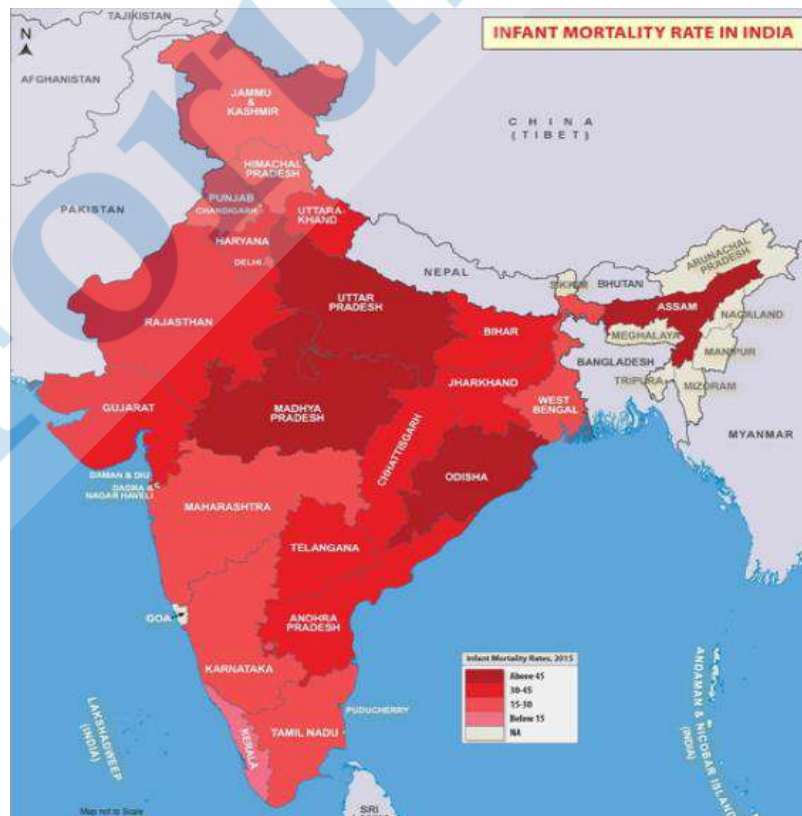 TAJIKISTAN
N
INFANT MORTALITY RATE IN INDIA
AFGHANISTAN
JAMMU
&
KASHMIR
CHINA
(TIBET)
HIMACHAL
PRADESH
PAKISTAN
PUNJAB
CHANDIGARH
UTTARA
KHAND
HARYANA
DELHI
NEPAL
SIKKIM
BHUTAN
ARUNACHAL
PRADESH
UTTAR
PRADESH
ASSAM
NAGALAND
RAJASTHAN
BIHAR
MEGHALAYA
MANIPUR
BANGLADESH
JHARKHAND
TRIPURA
MIZORAM
GUJARAT
MADHYA
PRADESH
WEST
BENGAL
CHHATTISGARH
MYANMAR
DAMAN & DIU
DADRA &
NAGAR HAVELI
ODISHA
MAHARASHTRA
TELANGANA
GOA
ANDHRA
PRADESH
KARNATAKA
Infant Mortality Rates, 2015
Above 45
30-45
15-30
Below 15
NA
PUDUCHERRY
LAKSHADWEEP
(INDIA)
KERALA
TAMIL NADU
ANDAMAN & NICOBAR ISLAND
(INDIA)
Map not to Scale
SRI